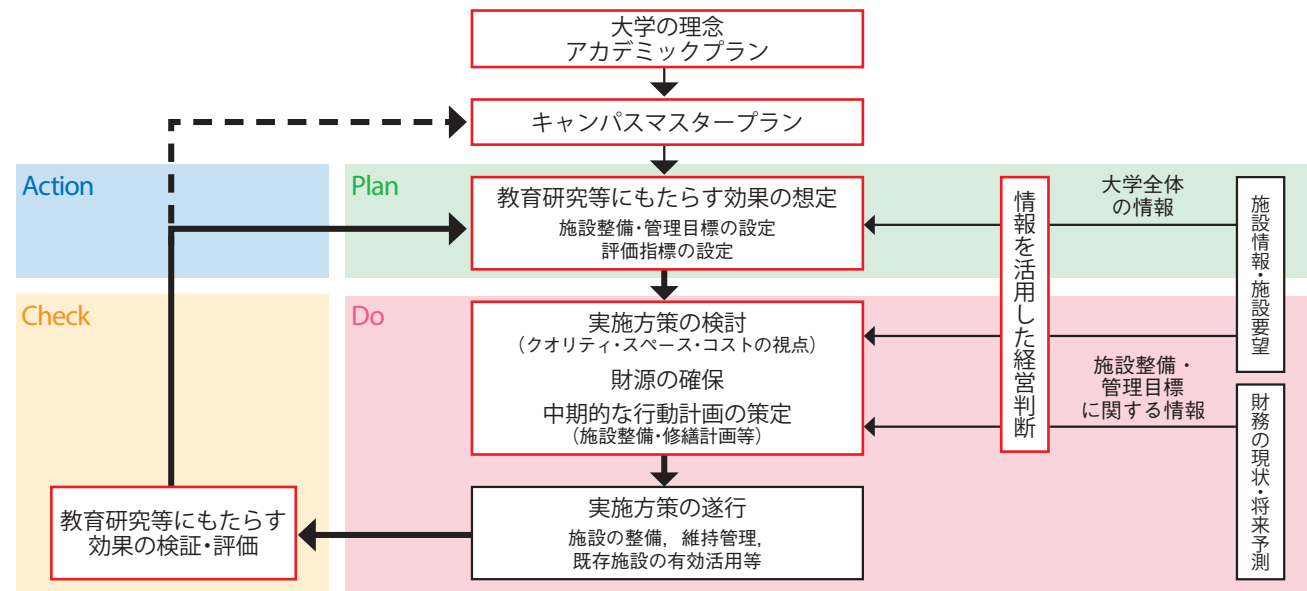 大学の理念
アカデミックプラン
キャンパスマスタープラン
Action
Plan
教育研究等にもたらす効果の想定
施設整備・管理目標の設定
評価指標の設定
情報を活用した経営判断
大学全体
の情報
施設情報・施設要望
Check
Do
実施方策の検討
（クオリティ・スペース・コストの視点）
財源の確保
中期的な行動計画の策定
（施設整備・修繕計画等）
施設整備・
管理目標
に関する情報
財務の現状・将来予測
教育研究等にもたらす
効果の検証・評価
実施方策の遂行
施設の整備，維持管理，
既存施設の有効活用等